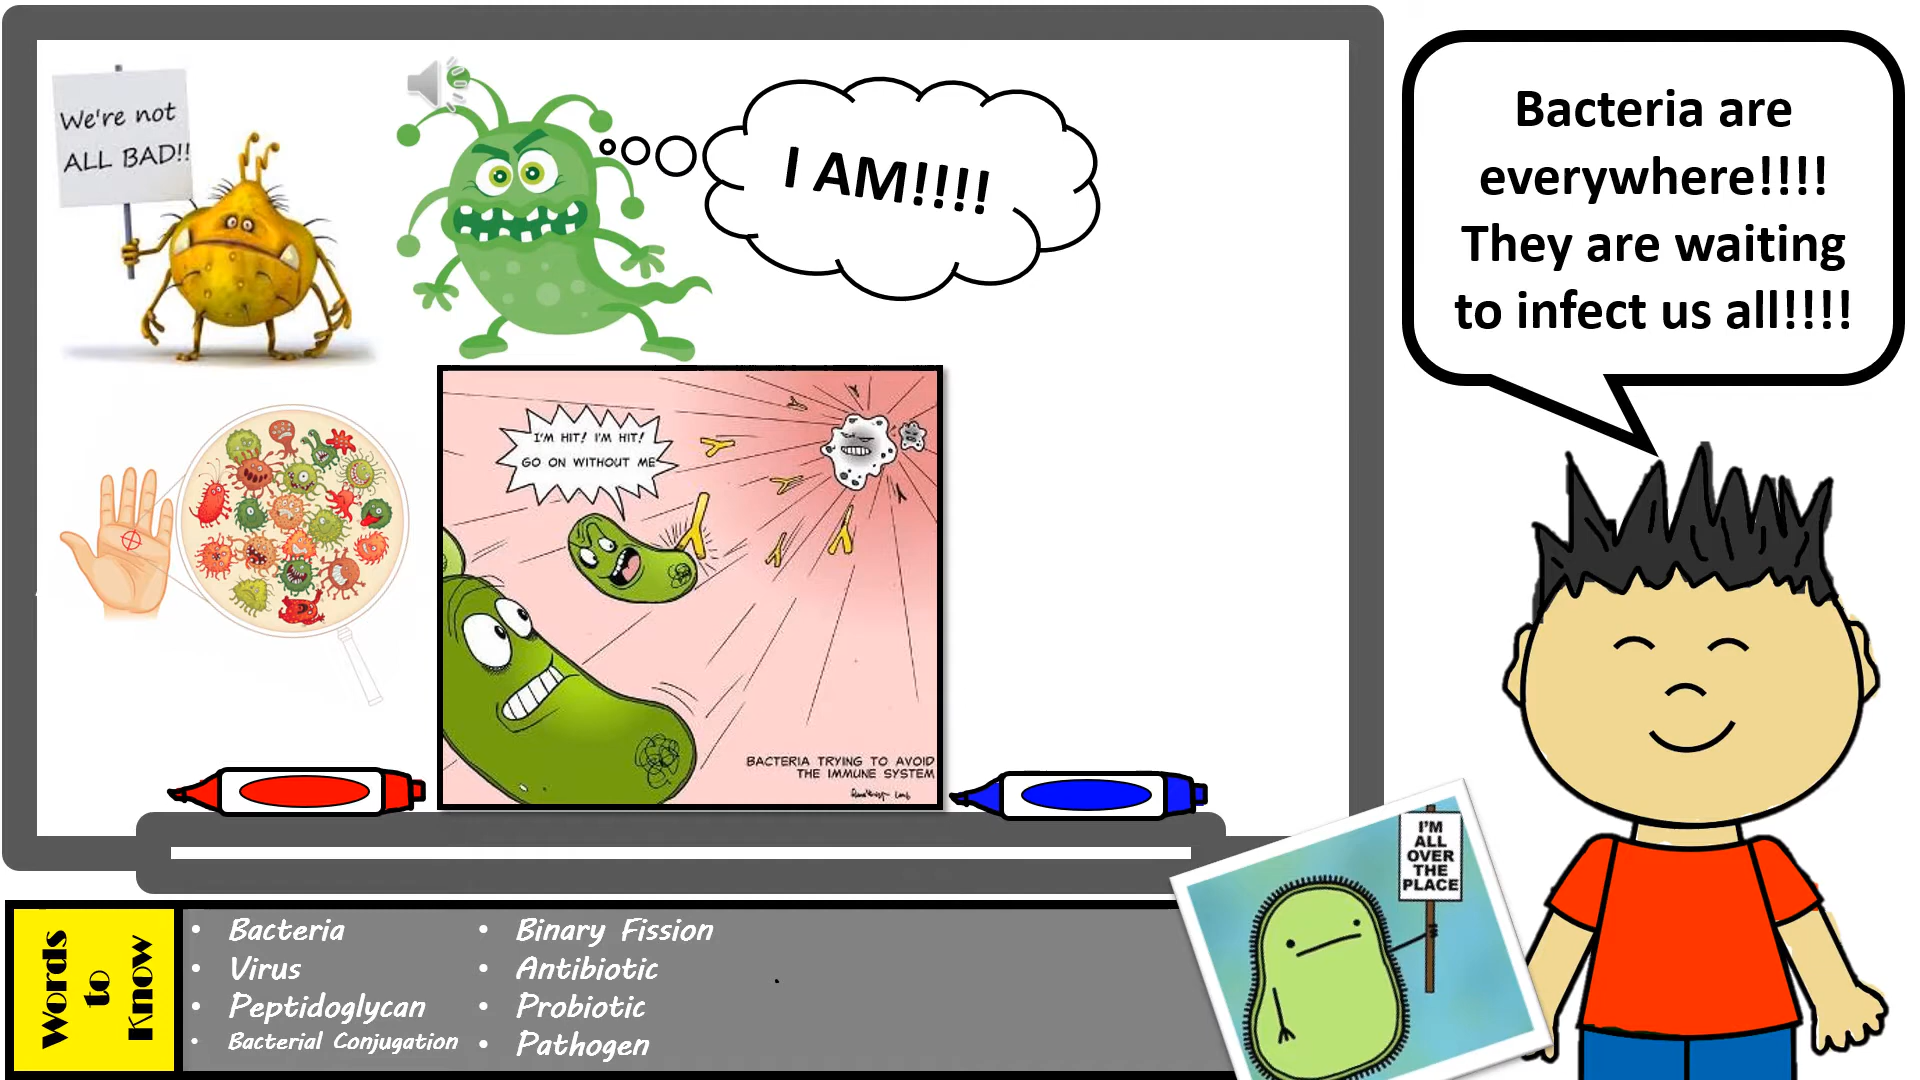 We're not
ALL BAD!!
I AM!!!!
Bacteria are
everywhere!!!!
They are waiting
to infect us all!!!!
I'M HIT! I'M HIT!
GO ON WITHOUT ME
BACTERIA TRYING TO AVOID
THE IMMUNE SYSTEM
I'M
ALL
OVER
THE
PLACE
Words
to
Know
• Bacteria
• Virus
• Peptidoglycan
• Bacterial Conjugation
• Binary Fission
• Antibiotic
• Probiotic
• Pathogen